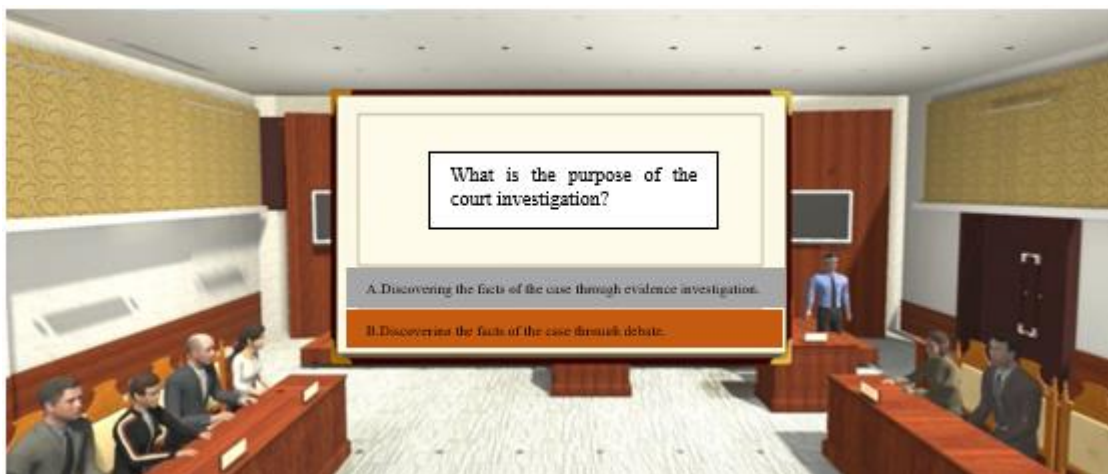 What is the purpose of the
court investigation?
A.Discovering the facts of the case through evidence investigation.
B.Discovering the facts of the case through debate.